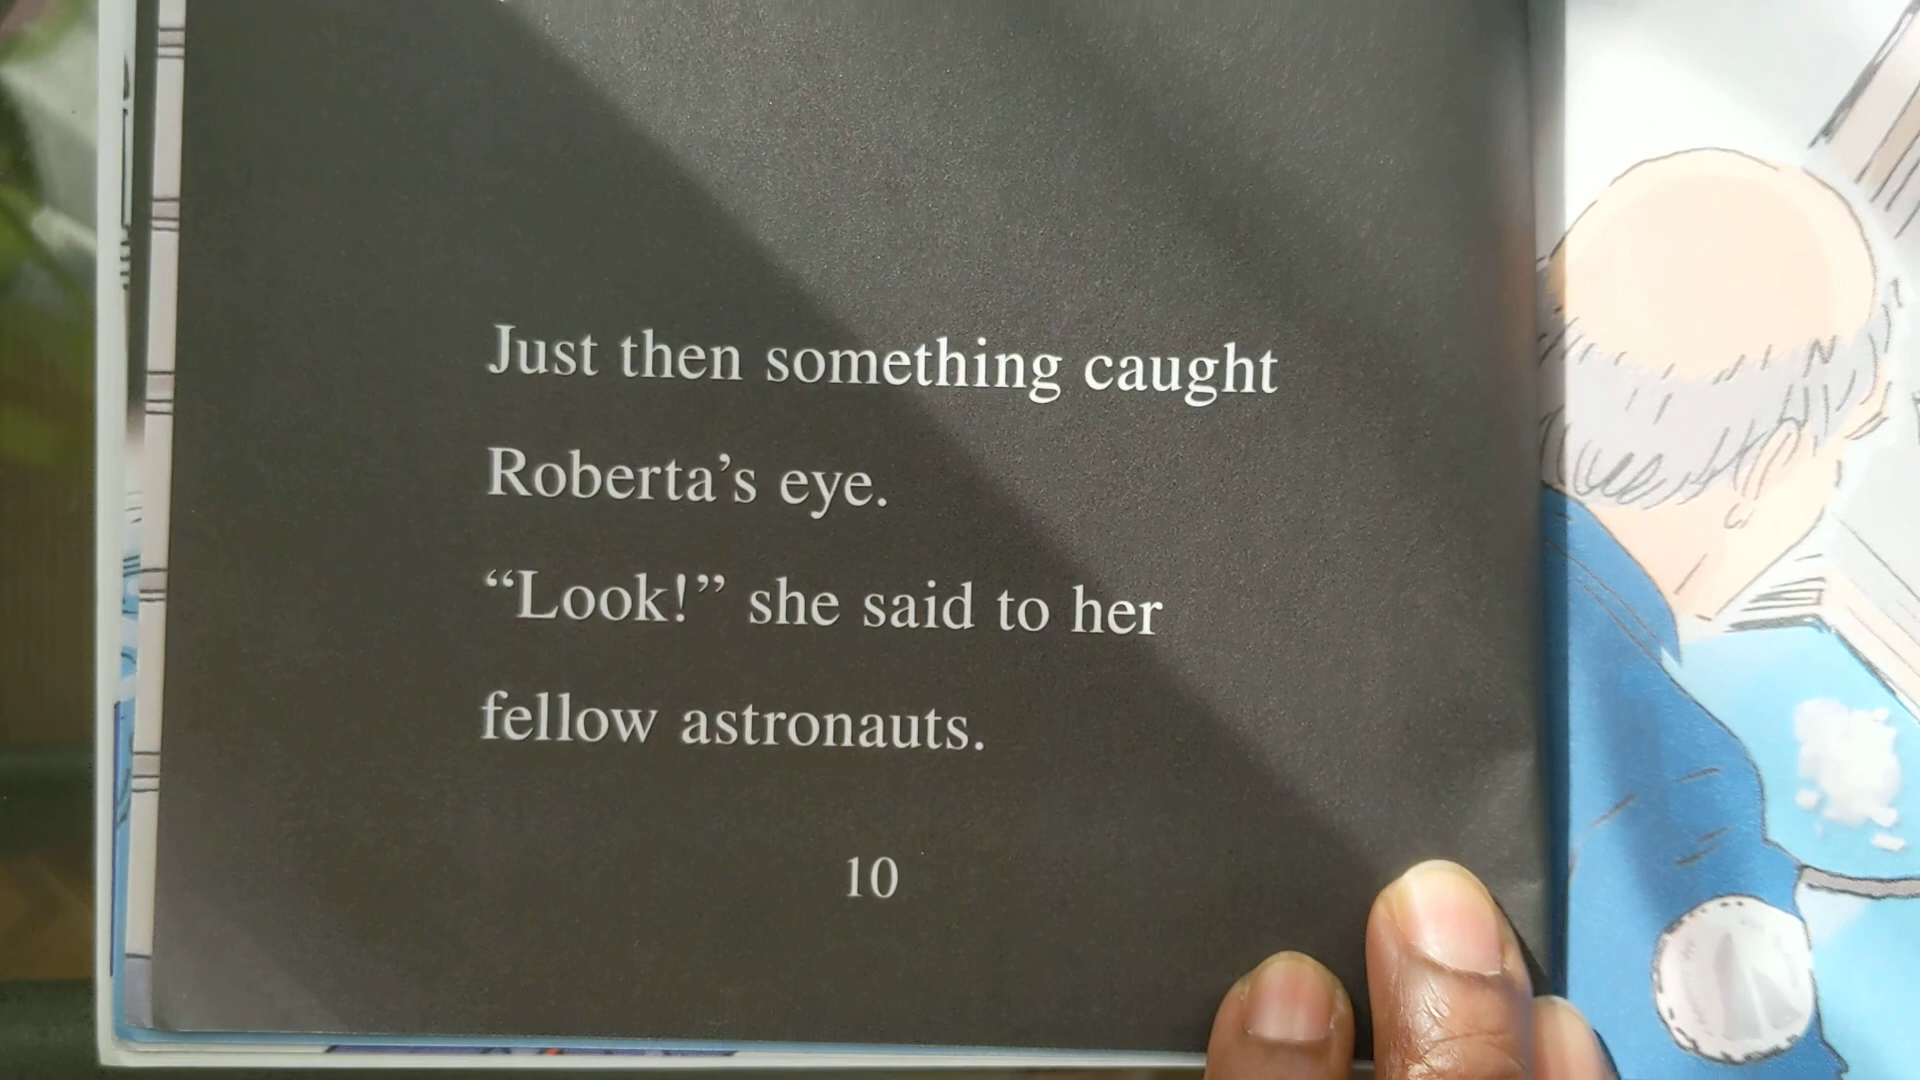 Just then something caught
Roberta’s eye.
“Look!” she said to her
fellow astronauts.
10